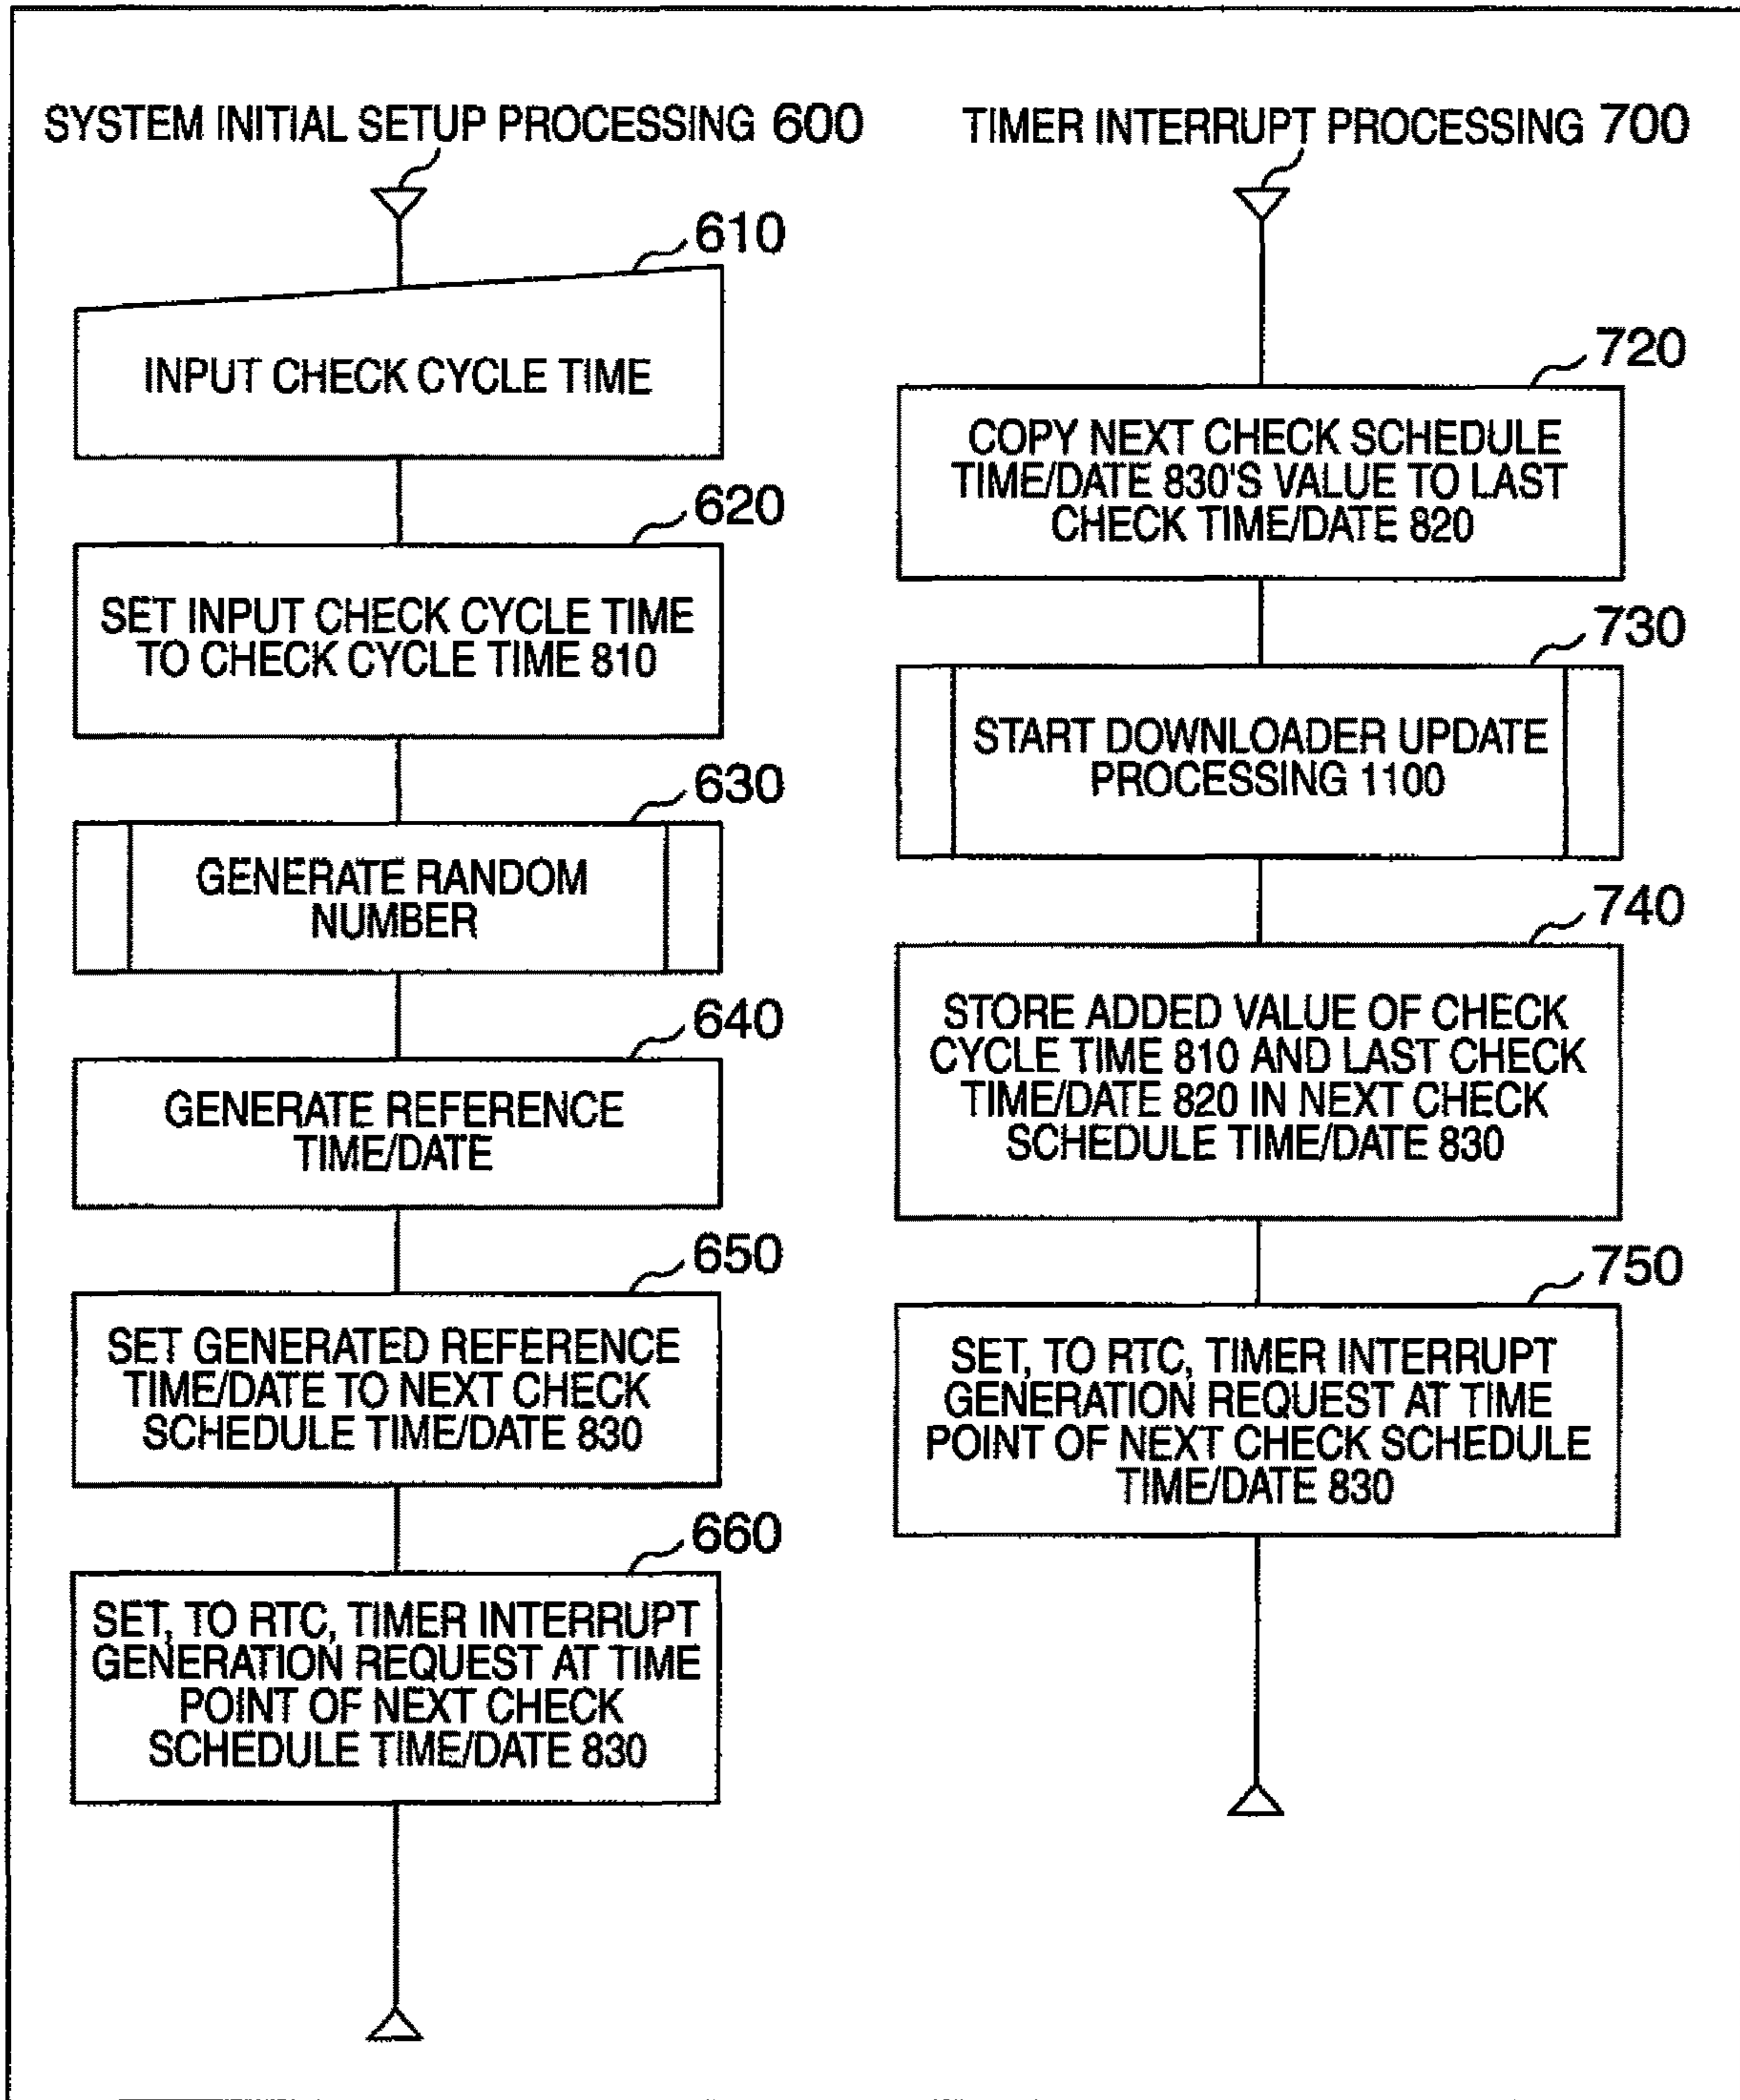 SYSTEM INITIAL SETUP PROCESSING 600
610
INPUT CHECK CYCLE TIME
620
SET INPUT CHECK CYCLE TIME
TO CHECK CYCLE TIME 810
630
GENERATE RANDOM
NUMBER
640
GENERATE REFERENCE
TIME/DATE
650
SET GENERATED REFERENCE
TIME/DATE TO NEXT CHECK
SCHEDULE TIME/DATE 830
660
SET, TO RTC, TIMER INTERRUPT
GENERATION REQUEST AT TIME
POINT OF NEXT CHECK
SCHEDULE TIME/DATE 830
TIMER INTERRUPT PROCESSING 700
720
COPY NEXT CHECK SCHEDULE
TIME/DATE 830'S VALUE TO LAST
CHECK TIME/DATE 820
730
START DOWNLOADER UPDATE
PROCESSING 1100
740
STORE ADDED VALUE OF CHECK
CYCLE TIME 810 AND LAST CHECK
TIME/DATE 820 IN NEXT CHECK
SCHEDULE TIME/DATE 830
750
SET, TO RTC, TIMER INTERRUPT
GENERATION REQUEST AT TIME
POINT OF NEXT CHECK SCHEDULE
TIME/DATE 830